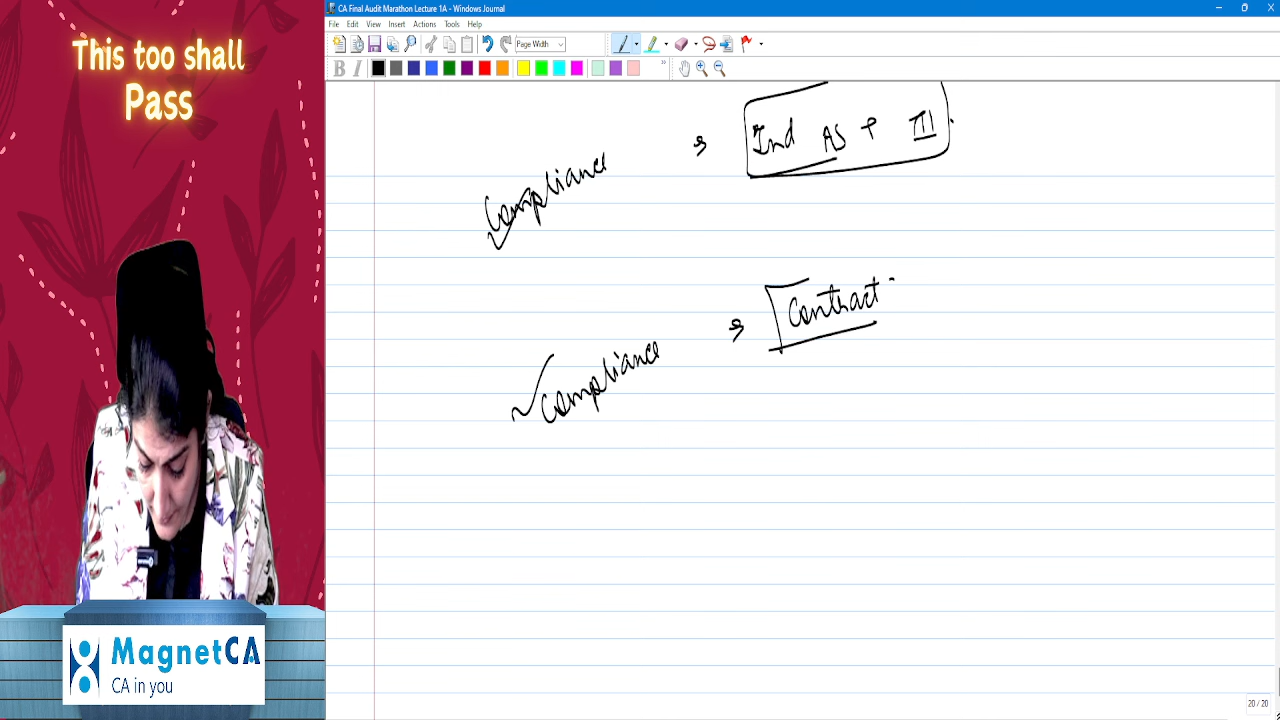 This too shall
Pass
CA Final Audit Marathon Lecture 1A - Windows Journal
File Edit View Insert Actions Tools Help
Page Width
B I
Compliance → Ind AS + III
Compliance → Contract
MagnetCA
CA in you
20 / 20